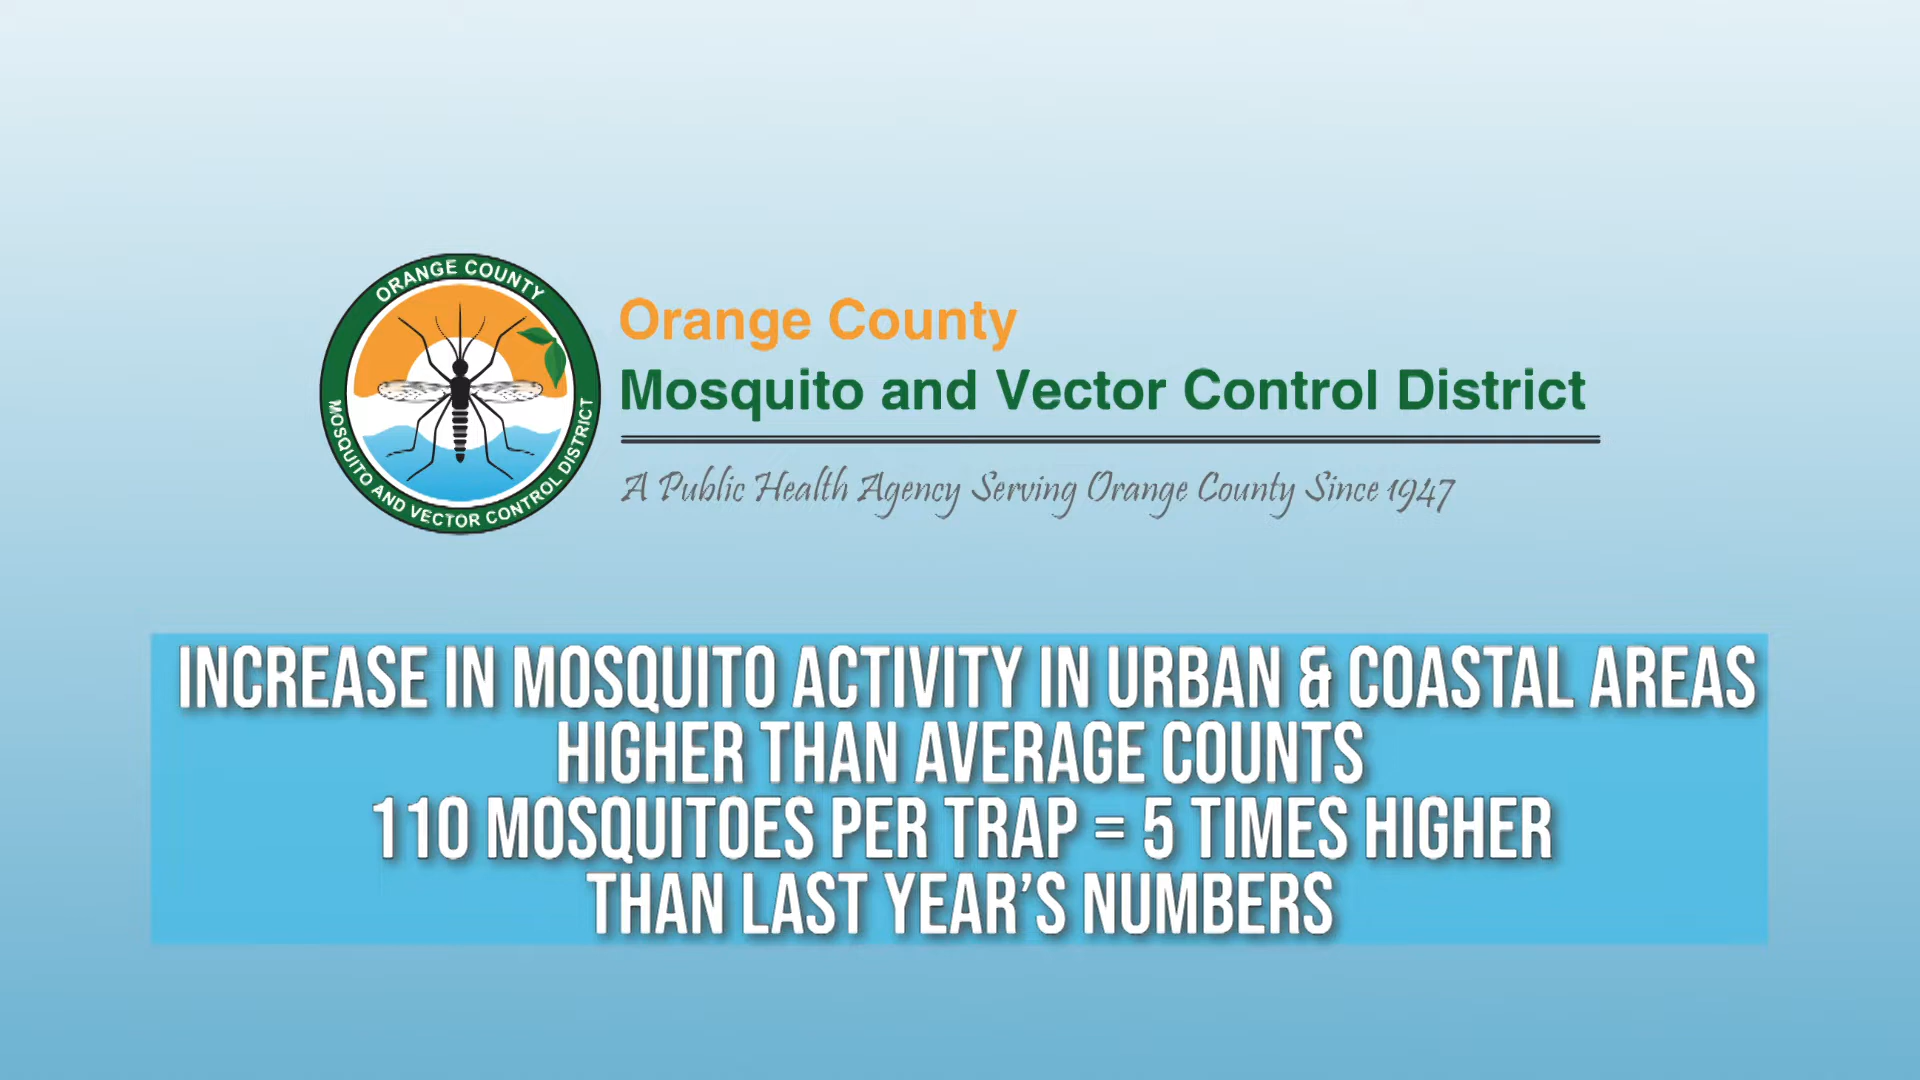 ORANGE COUNTY
MOSQUITO AND VECTOR CONTROL DISTRICT
Orange County
Mosquito and Vector Control District
A Public Health Agency Serving Orange County Since 1947
INCREASE IN MOSQUITO ACTIVITY IN URBAN & COASTAL AREAS
HIGHER THAN AVERAGE COUNTS
110 MOSQUITOES PER TRAP = 5 TIMES HIGHER
THAN LAST YEAR’S NUMBERS